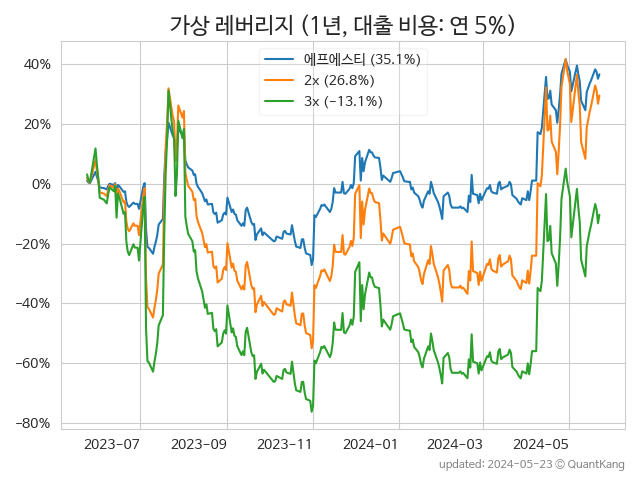 가상 레버리지 (1년, 대출 비용: 연 5%)
에프에스티 (35.1%)
2x (26.8%)
3x (−13.1%)
40%
20%
0%
−20%
−40%
−60%
−80%
2023−07
2023−09
2023−11
2024−01
2024−03
2024−05
updated: 2024-05-23 ⓒ QuantKang